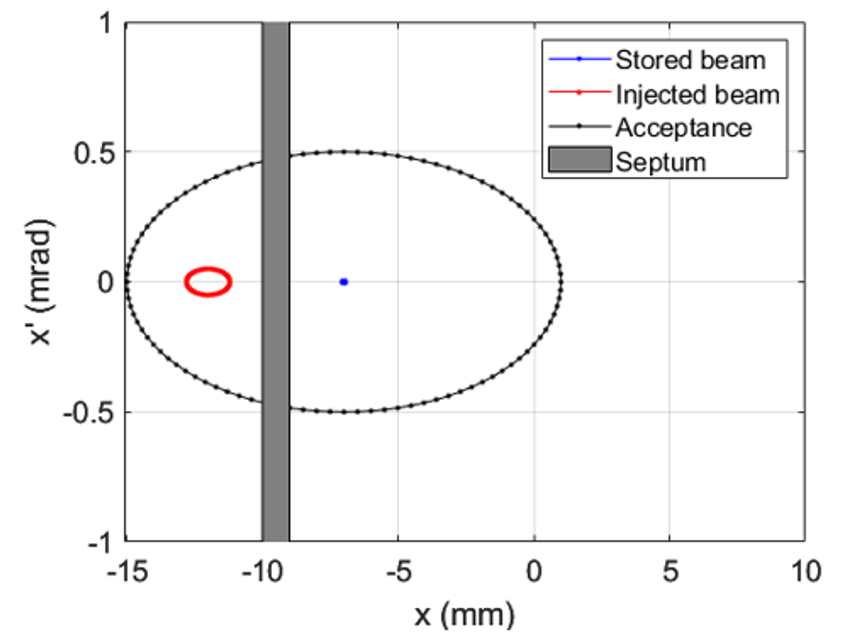 1
0.5
0
-0.5
-1
-15
-10
-5
0
5
10
x' (mrad)
x (mm)
Stored beam
Injected beam
Acceptance
Septum